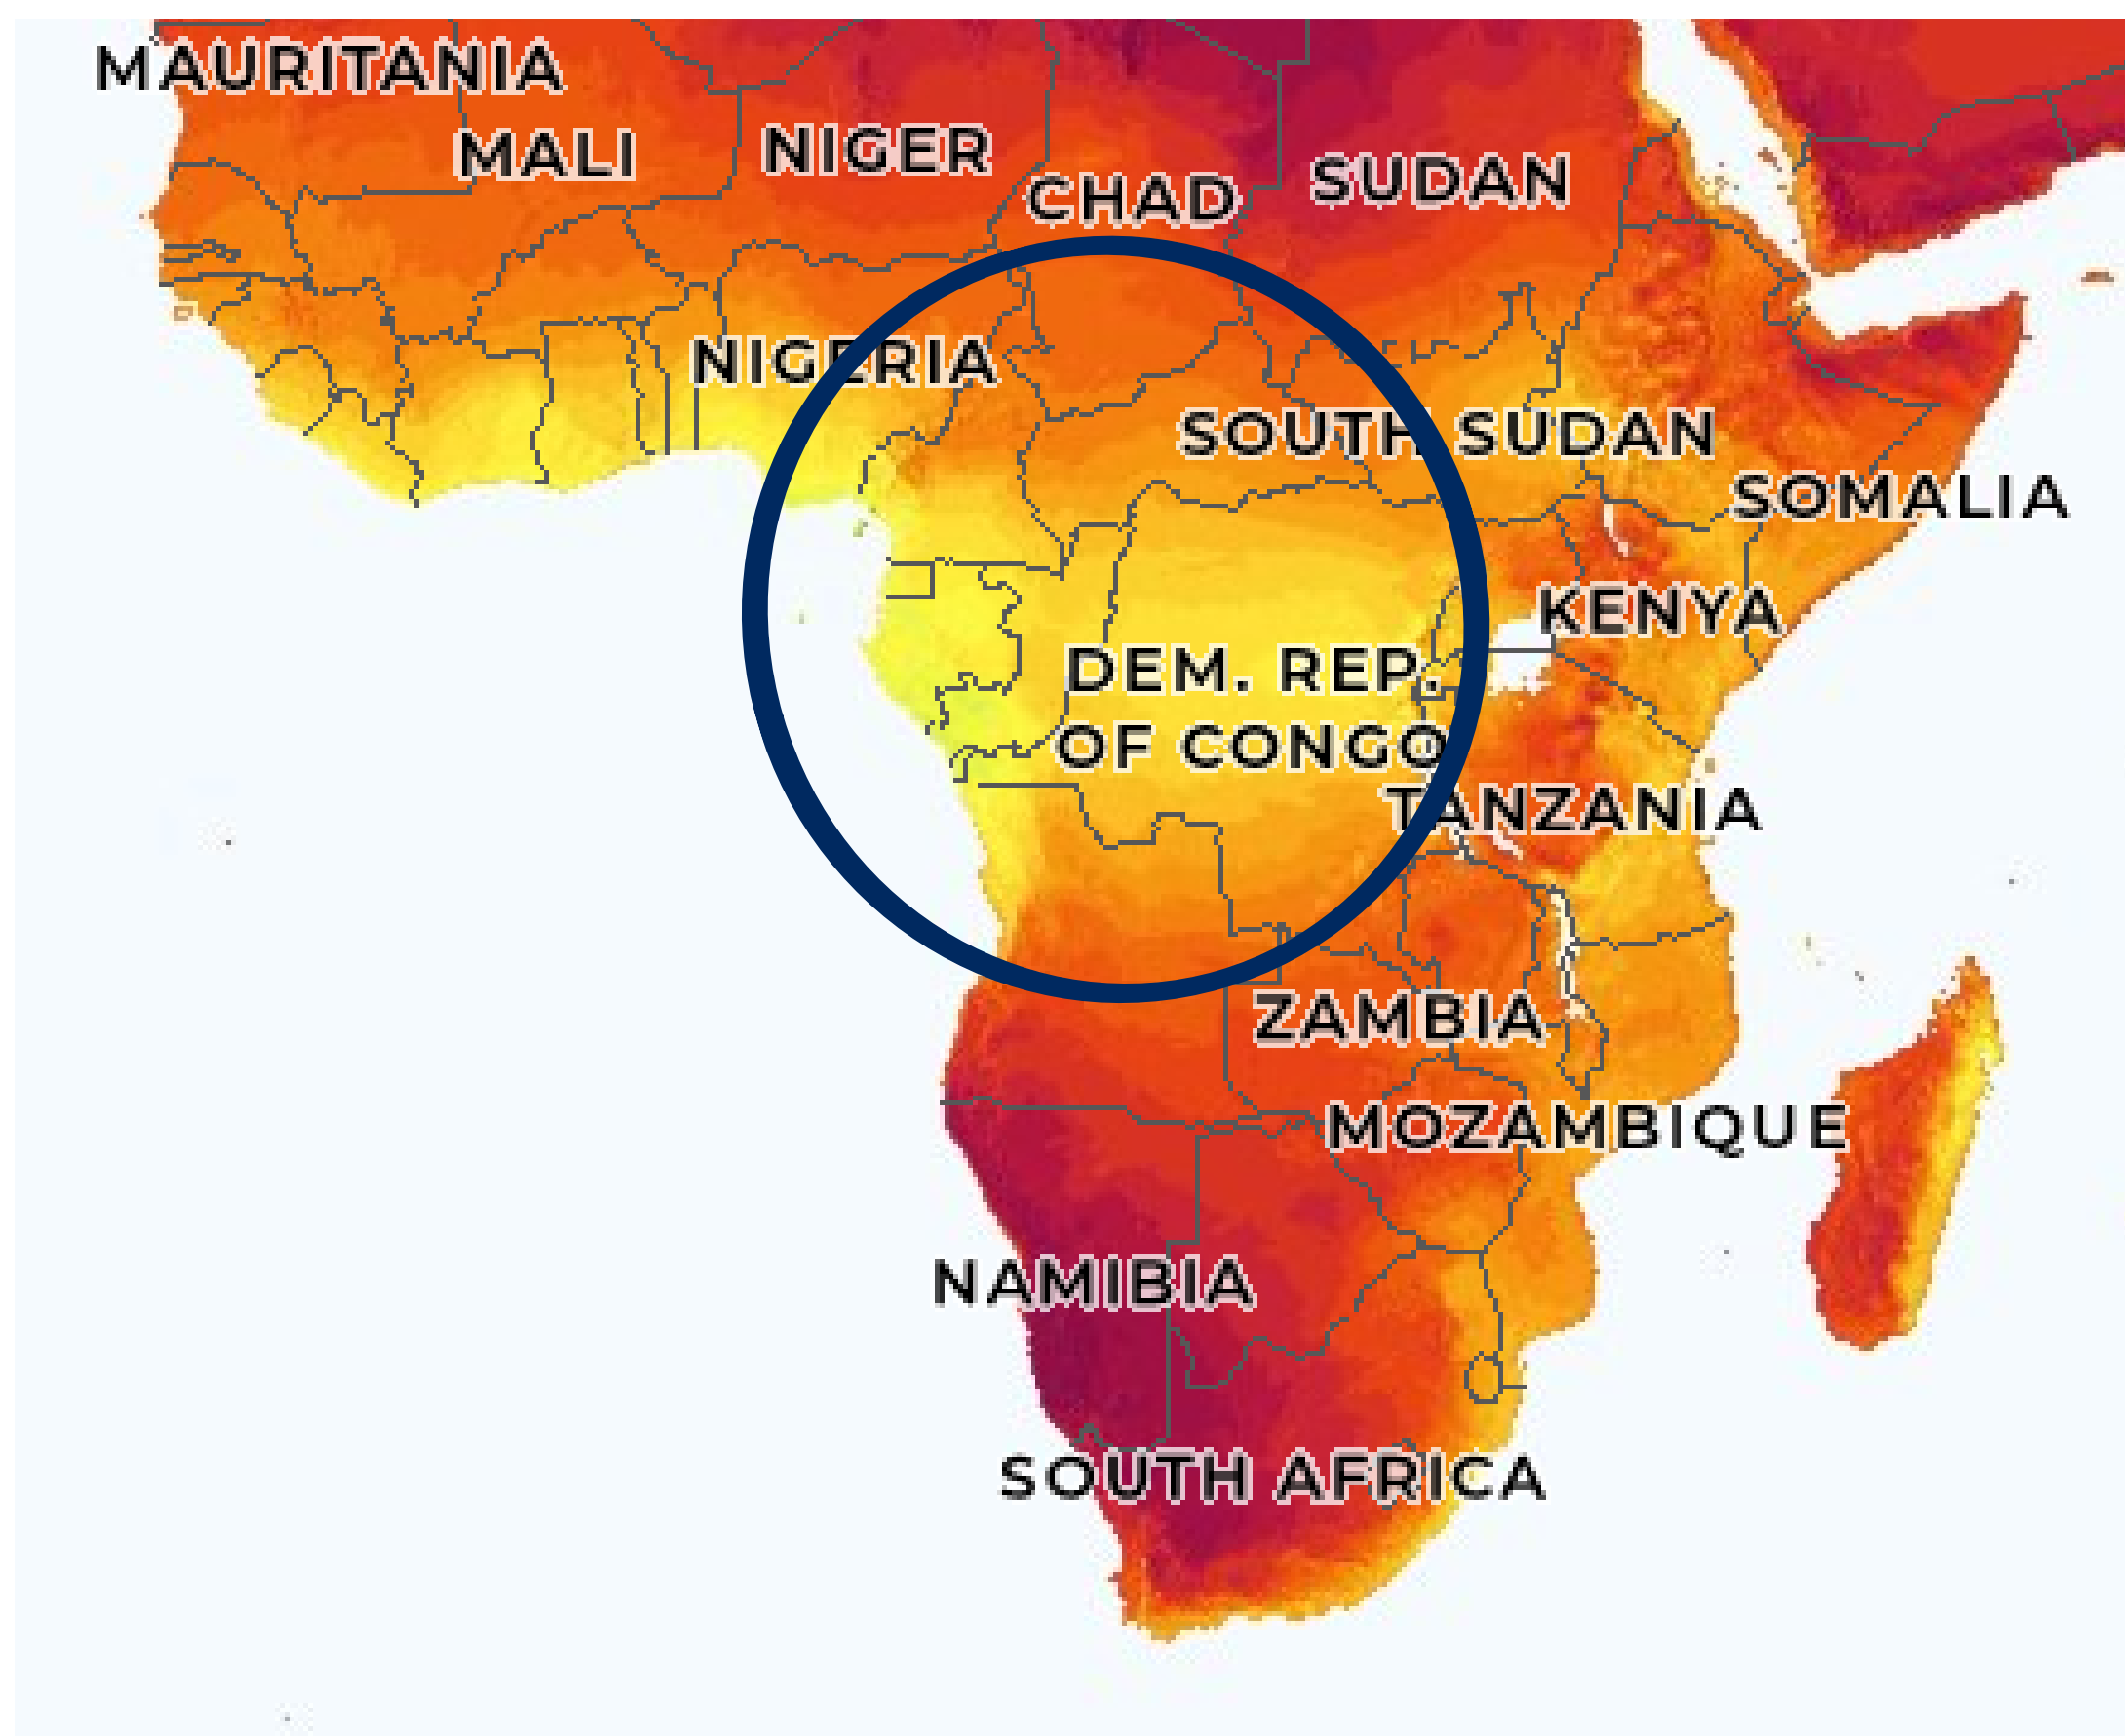 MAURITANIA
MALI
NIGER
CHAD
SUDAN
NIGERIA
SOUTH SUDAN
SOMALIA
KENYA
DEM. REP.
OF CONGO
TANZANIA
ZAMBIA
MOZAMBIQUE
NAMIBIA
SOUTH AFRICA